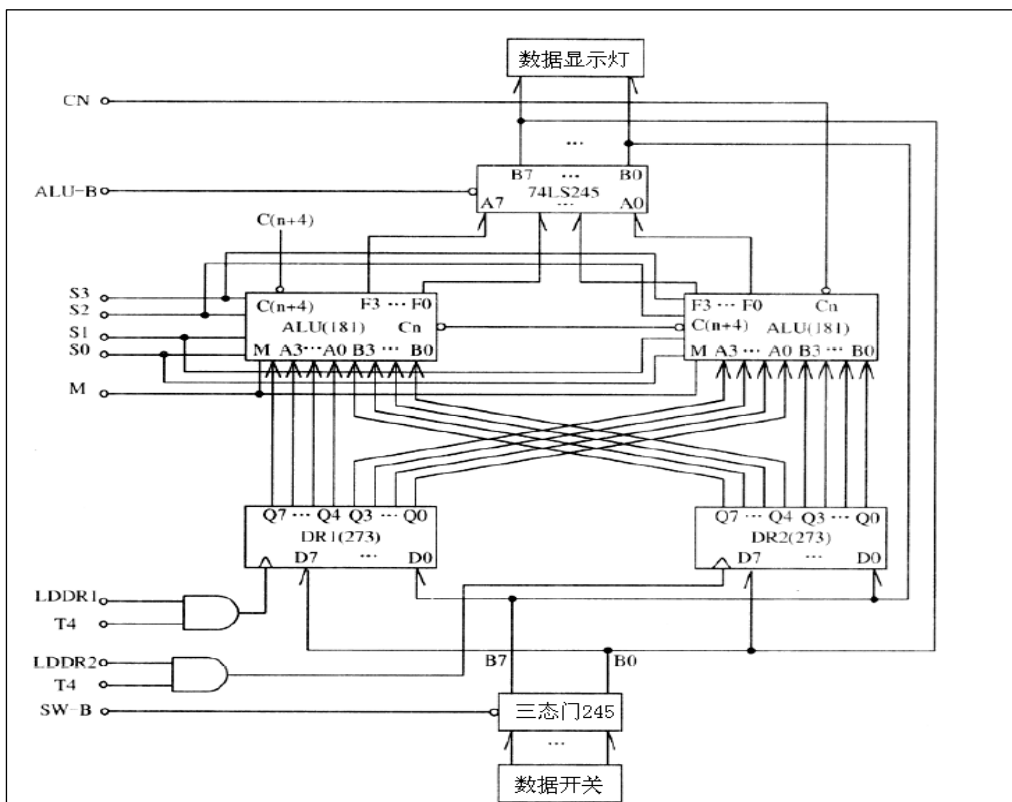 数据显示灯
CN
···
B7 ··· B0
ALU-B
74LS245
A7 ··· A0
C(n+4)
S3
S2
S1
S0
M
C(n+4) F3 ··· F0
ALU(181) Cn
M A3··· A0 B3 ··· B0
F3 ··· F0 Cn
C(n+4) ALU(181)
M A3 ··· A0 B3 ··· B0
Q7 ··· Q4 Q3 ··· Q0
DR1(273)
D7 ··· D0
Q7 ··· Q4 Q3 ··· Q0
DR2(273)
D7 ··· D0
LDDR1
T4
LDDR2
T4
B7 B0
SW-B
三态门245
···
数据开关